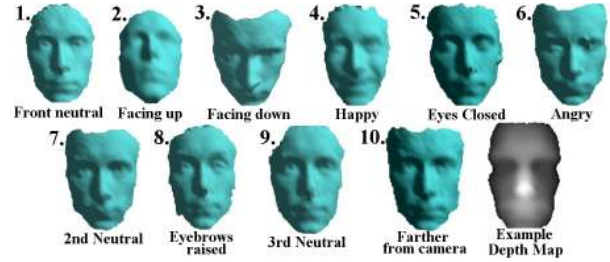 1. 2. 3. 4. 5. 6.
Front neutral Facing up Facing down Happy Eyes Closed Angry
7. 8. 9. 10.
2nd Neutral Eyebrows raised 3rd Neutral Farther from camera Example Depth Map